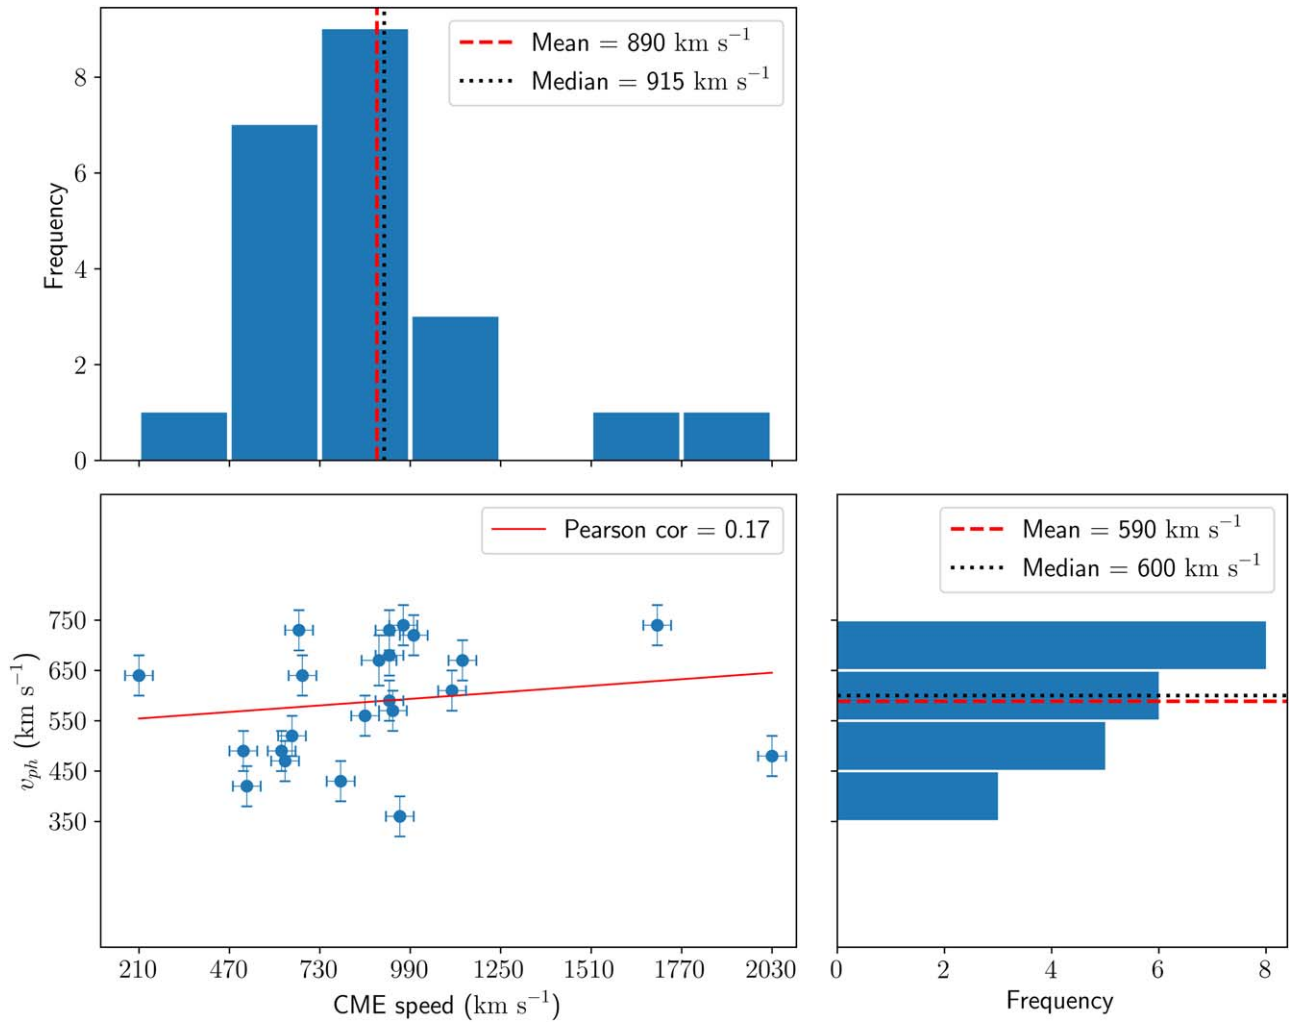 Mean = 890 km s⁻¹
Median = 915 km s⁻¹
8
6
4
2
0
Frequency
Pearson cor = 0.17
750
650
550
450
350
v_ph (km s⁻¹)
210 470 730 990 1250 1510 1770 2030
CME speed (km s⁻¹)
Mean = 590 km s⁻¹
Median = 600 km s⁻¹
0 2 4 6 8
Frequency